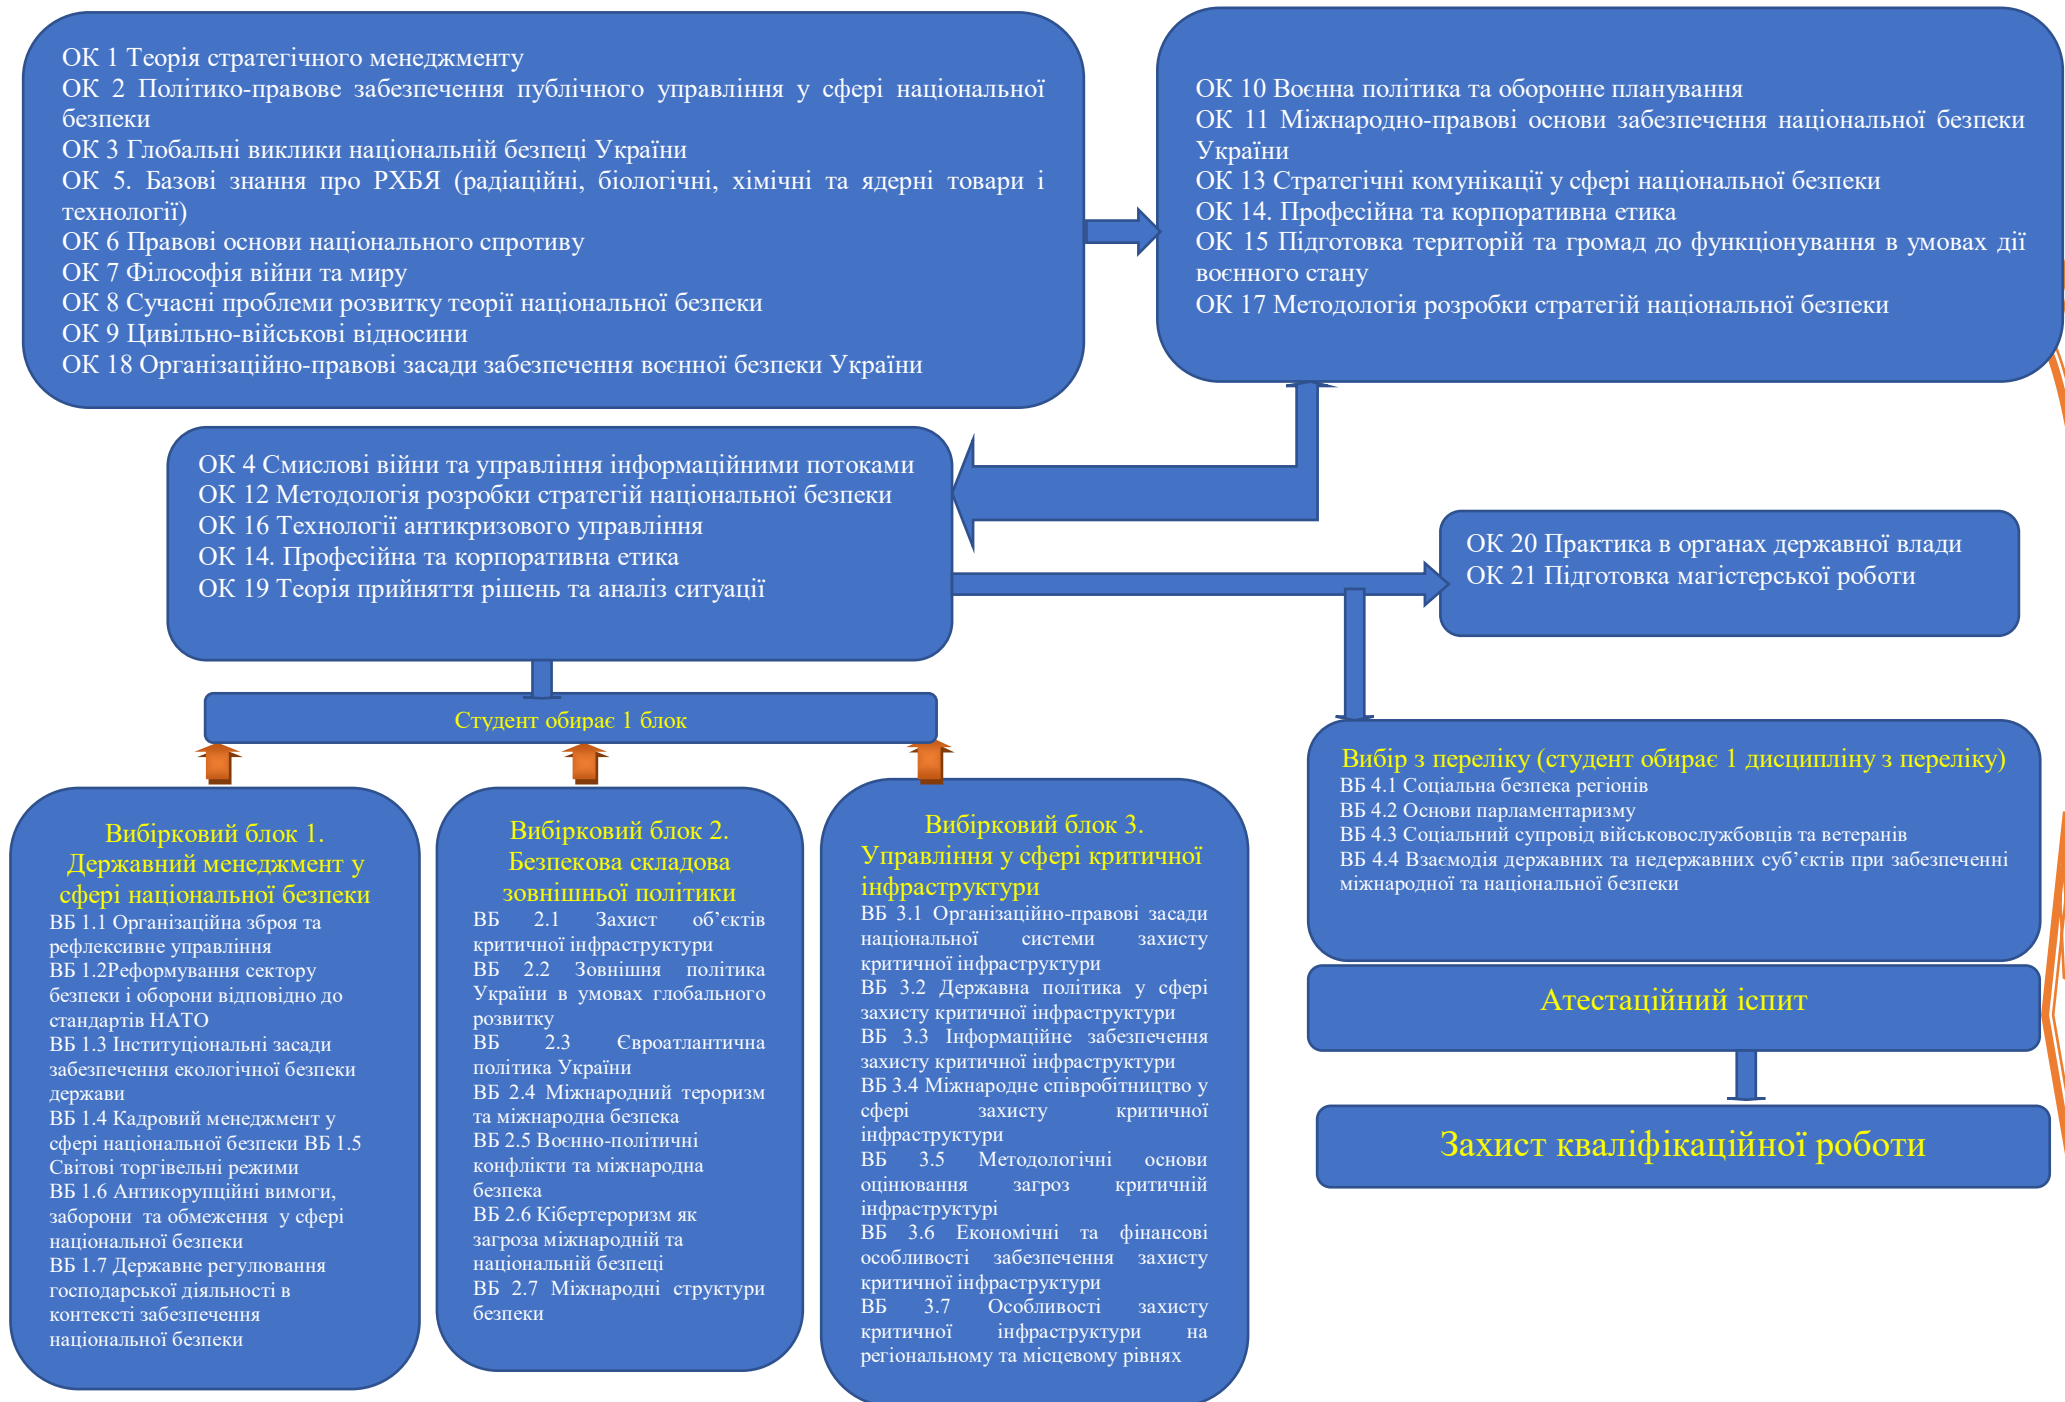 ОК 1 Теорія стратегічного менеджменту
ОК 2 Політико-правове забезпечення публічного управління у сфері національної
безпеки
ОК 3 Глобальні виклики національній безпеці України
ОК 5. Базові знання про РХБЯ (радіаційні, біологічні, хімічні та ядерні товари і
технології)
ОК 6 Правові основи національного спротиву
ОК 7 Філософія війни та миру
ОК 8 Сучасні проблеми розвитку теорії національної безпеки
ОК 9 Цивільно-військові відносини
ОК 18 Організаційно-правові засади забезпечення воєнної безпеки України
ОК 10 Воєнна політика та оборонне планування
ОК 11 Міжнародно-правові основи забезпечення національної безпеки
України
ОК 13 Стратегічні комунікації у сфері національної безпеки
ОК 14. Професійна та корпоративна етика
ОК 15 Підготовка територій та громад до функціонування в умовах дії
воєнного стану
ОК 17 Методологія розробки стратегій національної безпеки
ОК 4 Смислові війни та управління інформаційними потоками
ОК 12 Методологія розробки стратегій національної безпеки
ОК 16 Технології антикризового управління
ОК 14. Професійна та корпоративна етика
ОК 19 Теорія прийняття рішень та аналіз ситуації
ОК 20 Практика в органах державної влади
ОК 21 Підготовка магістерської роботи
Студент обирає 1 блок
Вибірковий блок 1.
Державний менеджмент у
сфері національної безпеки
ВБ 1.1 Організаційна зброя та
рефлексивне управління
ВБ 1.2Реформування сектору
безпеки і оборони відповідно до
стандартів НАТО
ВБ 1.3 Інституціональні засади
забезпечення екологічної безпеки
держави
ВБ 1.4 Кадровий менеджмент у
сфері національної безпеки ВБ 1.5
Світові торгівельні режими
ВБ 1.6 Антикорупційні вимоги,
заборони та обмеження у сфері
національної безпеки
ВБ 1.7 Державне регулювання
господарської діяльності в
контексті забезпечення
національної безпеки
Вибірковий блок 2.
Безпекова складова
зовнішньої політики
ВБ 2.1 Захист об’єктів
критичної інфраструктури
ВБ 2.2 Зовнішня політика
України в умовах глобального
розвитку
ВБ 2.3 Євроатлантична
політика України
ВБ 2.4 Міжнародний тероризм
та міжнародна безпека
ВБ 2.5 Воєнно-політичні
конфлікти та міжнародна
безпека
ВБ 2.6 Кібертероризм як
загроза міжнародній та
національній безпеці
ВБ 2.7 Міжнародні структури
безпеки
Вибірковий блок 3.
Управління у сфері критичної
інфраструктури
ВБ 3.1 Організаційно-правові засади
національної системи захисту
критичної інфраструктури
ВБ 3.2 Державна політика у сфері
захисту критичної інфраструктури
ВБ 3.3 Інформаційне забезпечення
захисту критичної інфраструктури
ВБ 3.4 Міжнародне співробітництво у
сфері захисту критичної
інфраструктури
ВБ 3.5 Методологічні основи
оцінювання загроз критичній
інфраструктурі
ВБ 3.6 Економічні та фінансові
особливості забезпечення захисту
критичної інфраструктури
ВБ 3.7 Особливості захисту
критичної інфраструктури на
регіональному та місцевому рівнях
Вибір з переліку (студент обирає 1 дисципліну з переліку)
ВБ 4.1 Соціальна безпека регіонів
ВБ 4.2 Основи парламентаризму
ВБ 4.3 Соціальний супровід військовослужбовців та ветеранів
ВБ 4.4 Взаємодія державних та недержавних суб’єктів при забезпеченні
міжнародної та національної безпеки
Атестаційний іспит
Захист кваліфікаційної роботи